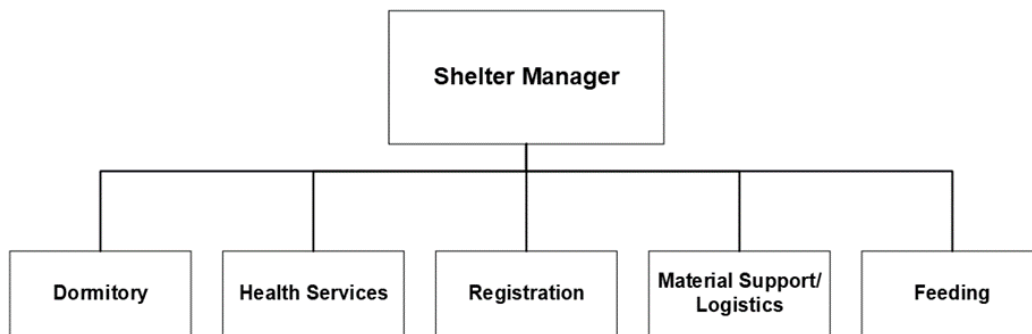 Shelter Manager
Dormitory
Health Services
Registration
Material Support/
Logistics
Feeding